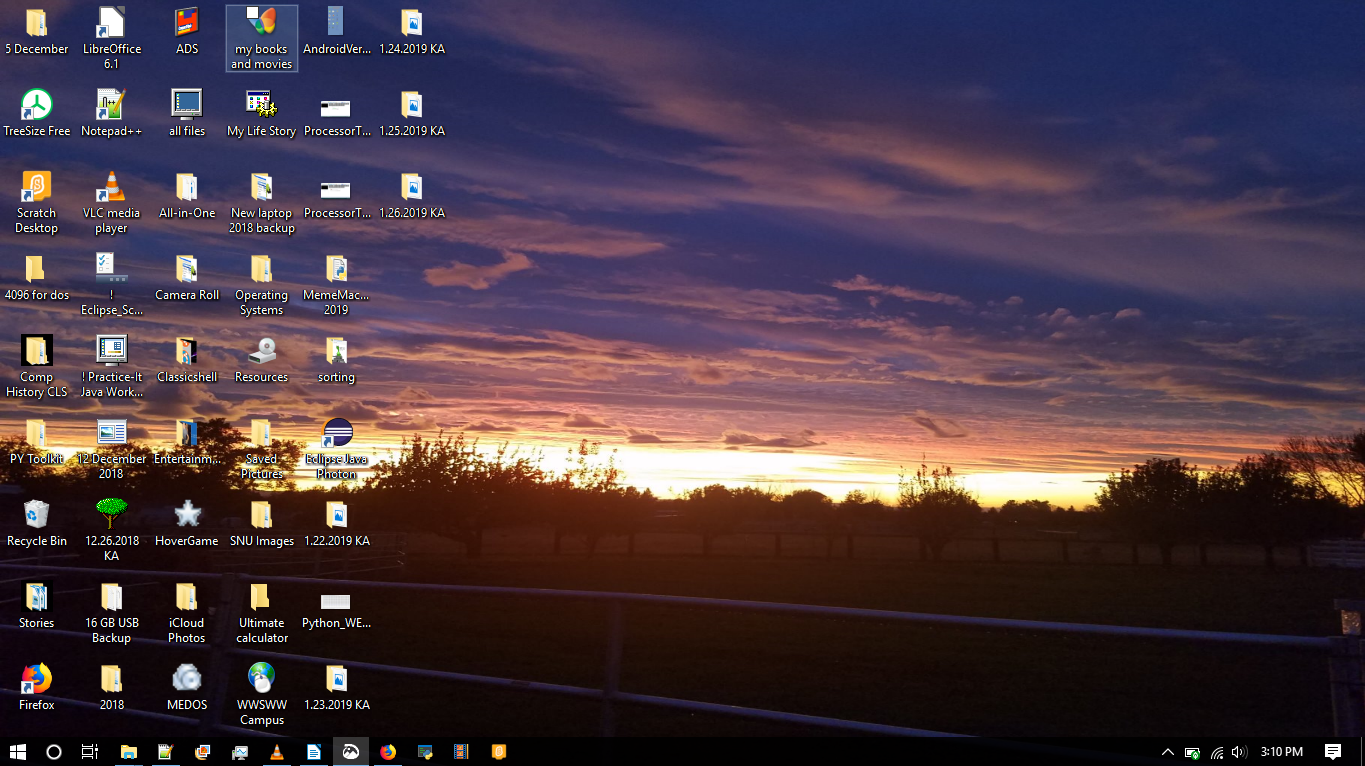 5 December
LibreOffice
6.1
ADS
my books
and movies
AndroidVer...
1.24.2019 KA
TreeSize Free
Notepad++
all files
My Life Story
ProcessorT...
1.25.2019 KA
Scratch
Desktop
VLC media
player
All-in-One
New laptop
2018 backup
ProcessorT...
1.26.2019 KA
4096 for dos
!
Eclipse_Sc...
Camera Roll
Operating
Systems
MemeMac...
2019
Comp
History CLS
! Practice-It
Java Work...
Classicshell
Resources
sorting
PY Toolkit
12 December
2018
Entertainm...
Saved
Pictures
Eclipse Java
Photon
Recycle Bin
12.26.2018
KA
HoverGame
SNU Images
1.22.2019 KA
Stories
16 GB USB
Backup
iCloud
Photos
Ultimate
calculator
Python_WE...
Firefox
2018
MEDOS
WWSWW
Campus
1.23.2019 KA
3:10 PM